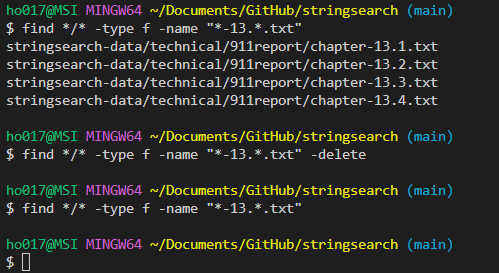 ho017@MSI MINGW64 ~/Documents/GitHub/stringsearch (main)
$ find */* -type f -name "*-13.*.txt"
stringsearch-data/technical/911report/chapter-13.1.txt
stringsearch-data/technical/911report/chapter-13.2.txt
stringsearch-data/technical/911report/chapter-13.3.txt
stringsearch-data/technical/911report/chapter-13.4.txt
ho017@MSI MINGW64 ~/Documents/GitHub/stringsearch (main)
$ find */* -type f -name "*-13.*.txt" -delete
ho017@MSI MINGW64 ~/Documents/GitHub/stringsearch (main)
$ find */* -type f -name "*-13.*.txt"
ho017@MSI MINGW64 ~/Documents/GitHub/stringsearch (main)
$